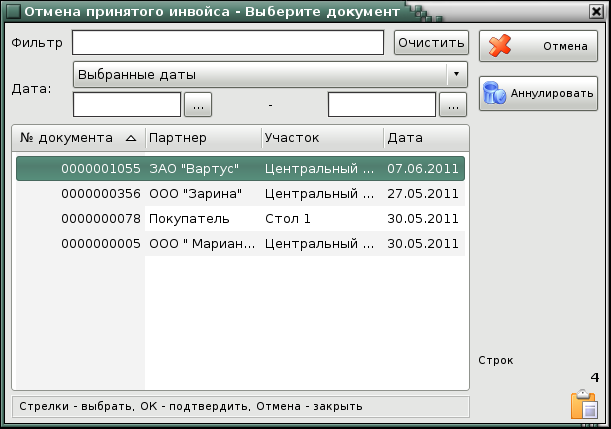 Отмена принятого инвойса - Выберите документ
Фильтр
Очистить
Отмена
Дата:
Выбранные даты
Аннулировать
...
-
...
№ документа Партнер Участок Дата
0000001055 ЗАО "Вартус" Центральный ... 07.06.2011
0000000356 ООО "Зарина" Центральный ... 27.05.2011
0000000078 Покупатель Стол 1 30.05.2011
0000000005 ООО " Мариан... Центральный ... 30.05.2011
Строк
4
Стрелки - выбрать, ОК - подтвердить, Отмена - закрыть